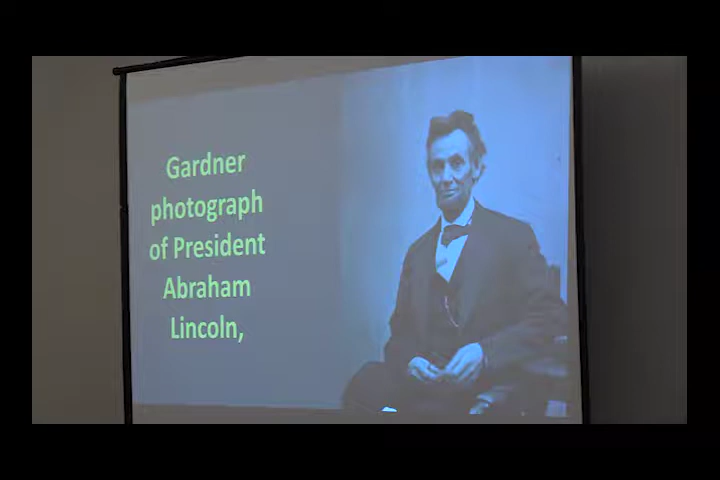 Gardner
photograph
of President
Abraham
Lincoln,